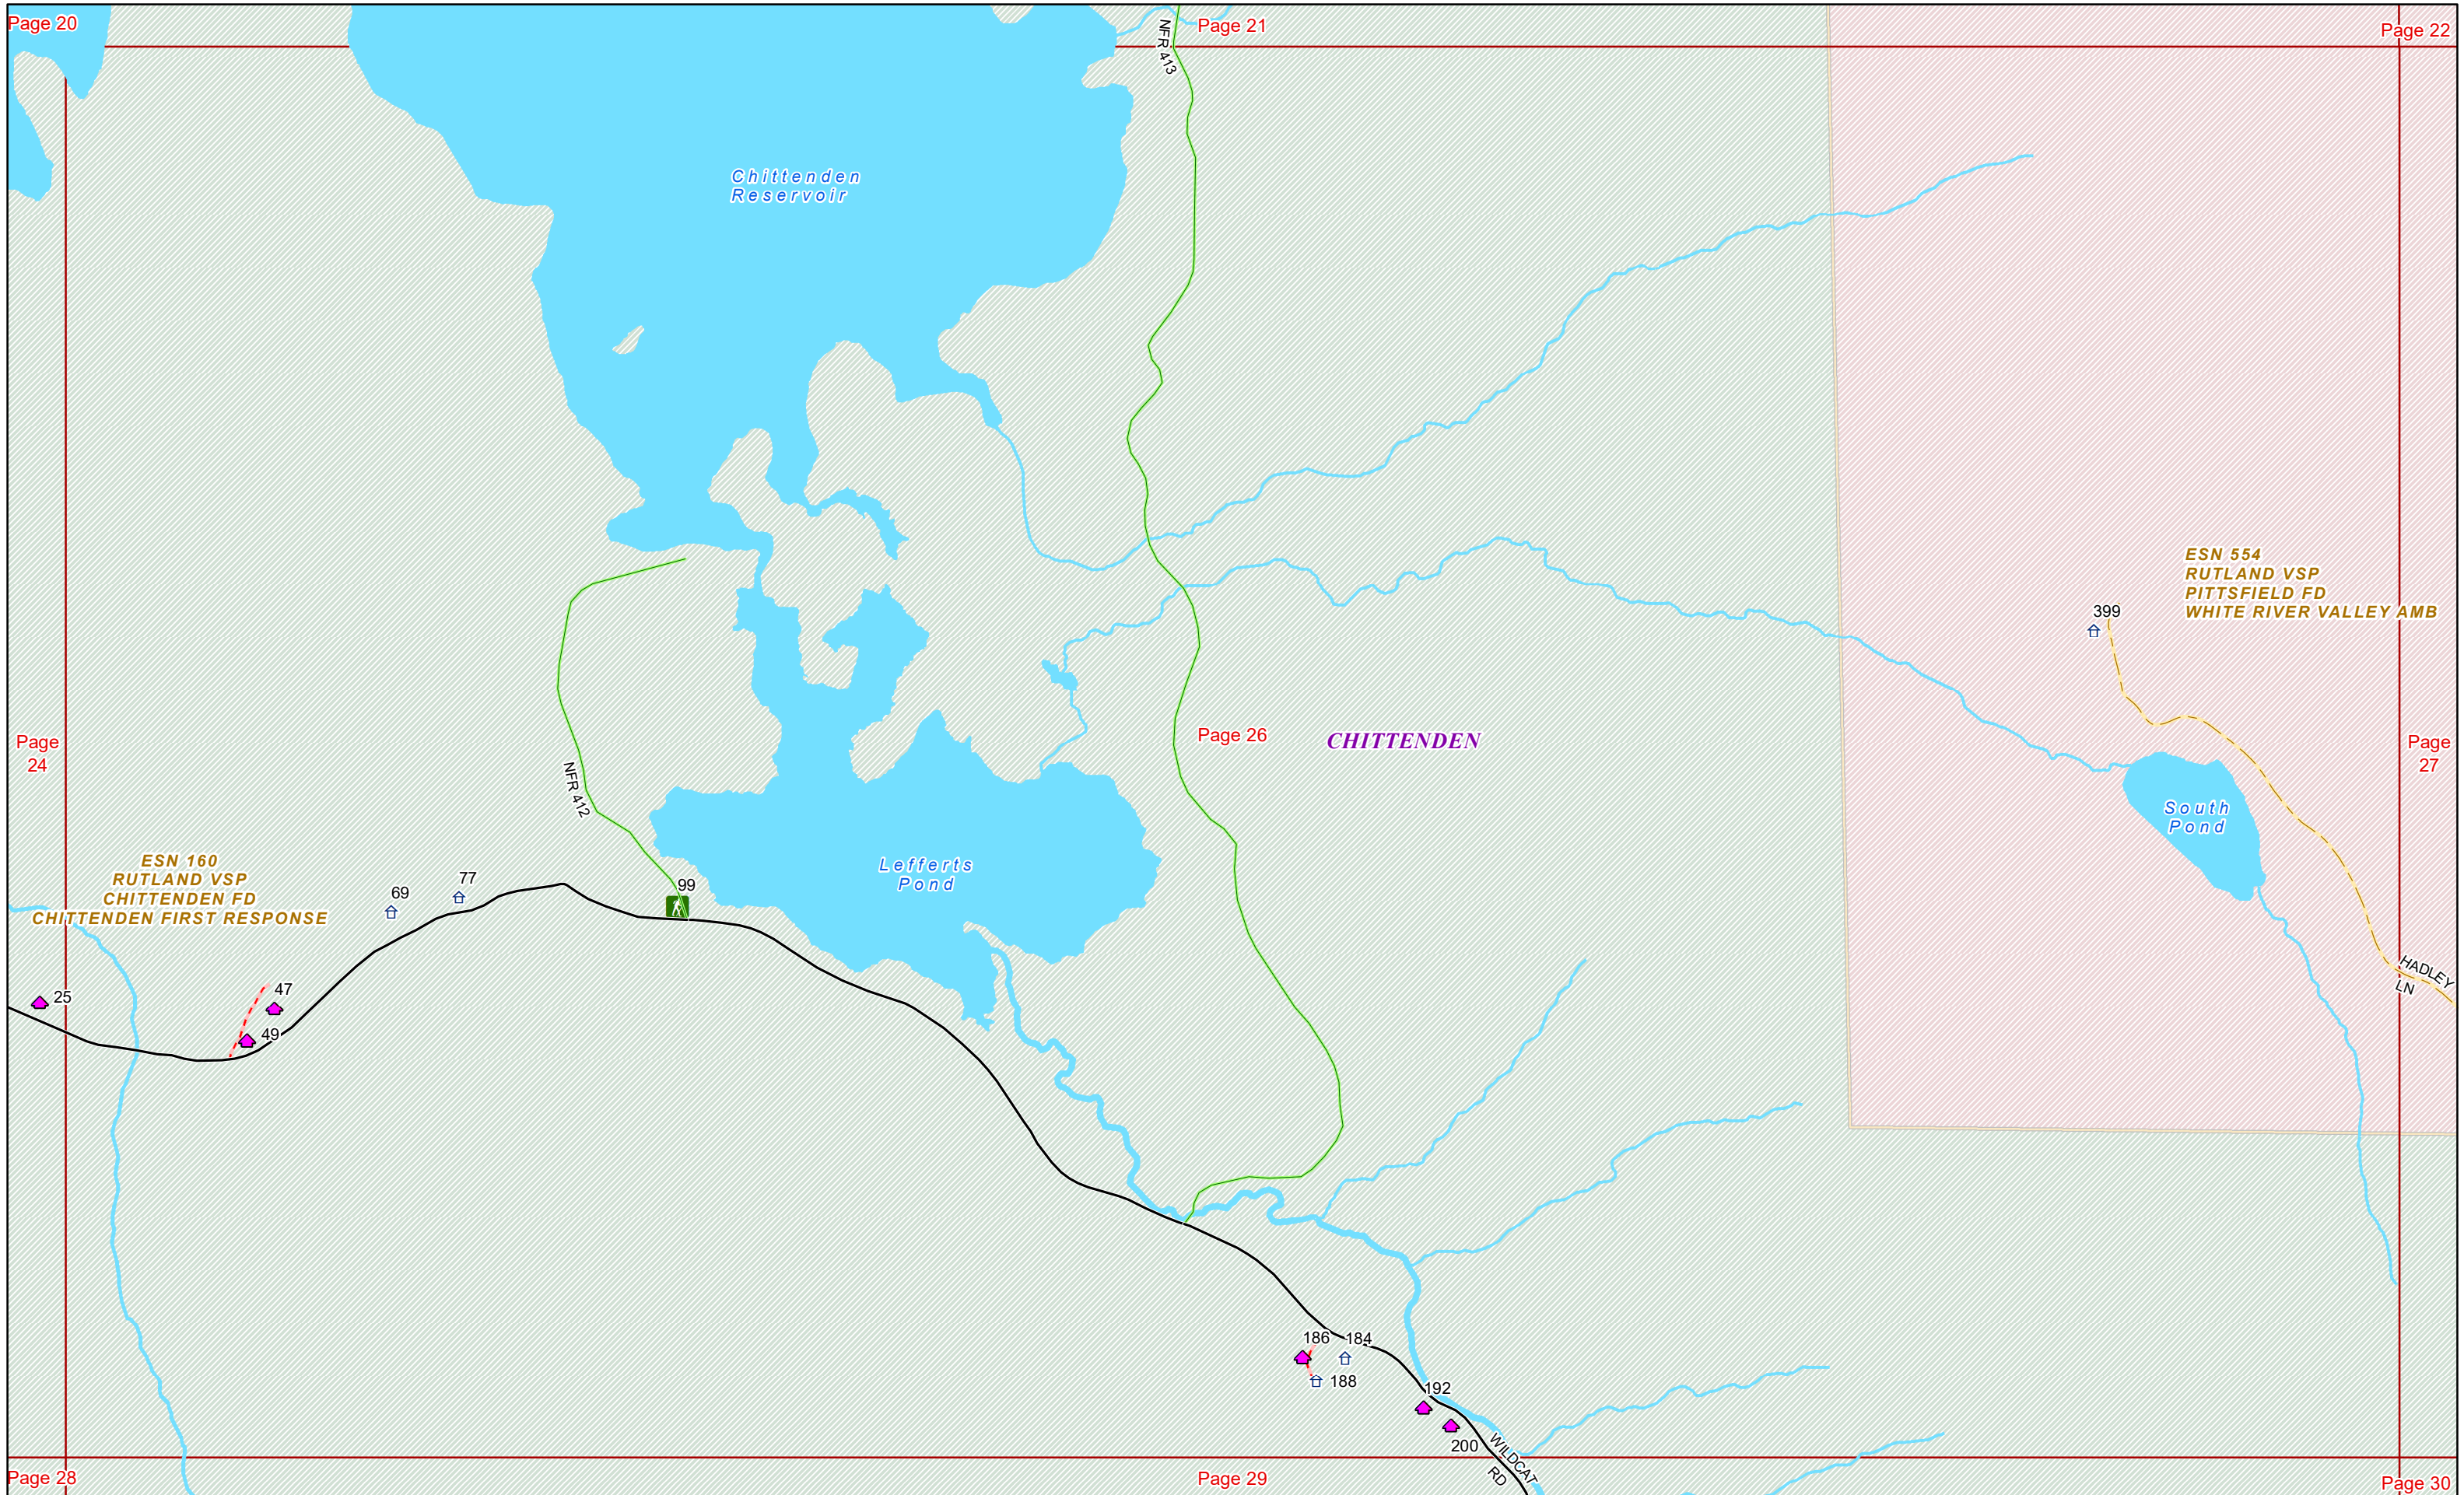 Page 20
Page 21
Page 22
NFR 413
Chittenden
Reservoir
ESN 554
RUTLAND VSP
PITTSFIELD FD
WHITE RIVER VALLEY AMB
399
Page
24
Page 26
CHITTENDEN
Page
27
NFR 412
South
Pond
ESN 160
RUTLAND VSP
CHITTENDEN FD
CHITTENDEN FIRST RESPONSE
69
77
99
Lefferts
Pond
HADLEY
LN
25
47
49
186
184
188
192
200
WILDCAT
RD
Page 28
Page 29
Page 30